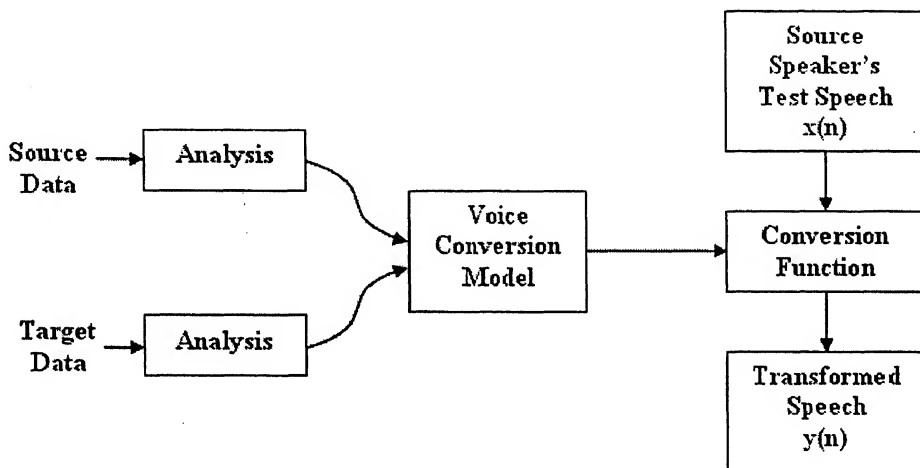 Source
Data
Analysis
Target
Data
Analysis
Voice
Conversion
Model
Source
Speaker's
Test Speech
x(n)
Conversion
Function
Transformed
Speech
y(n)